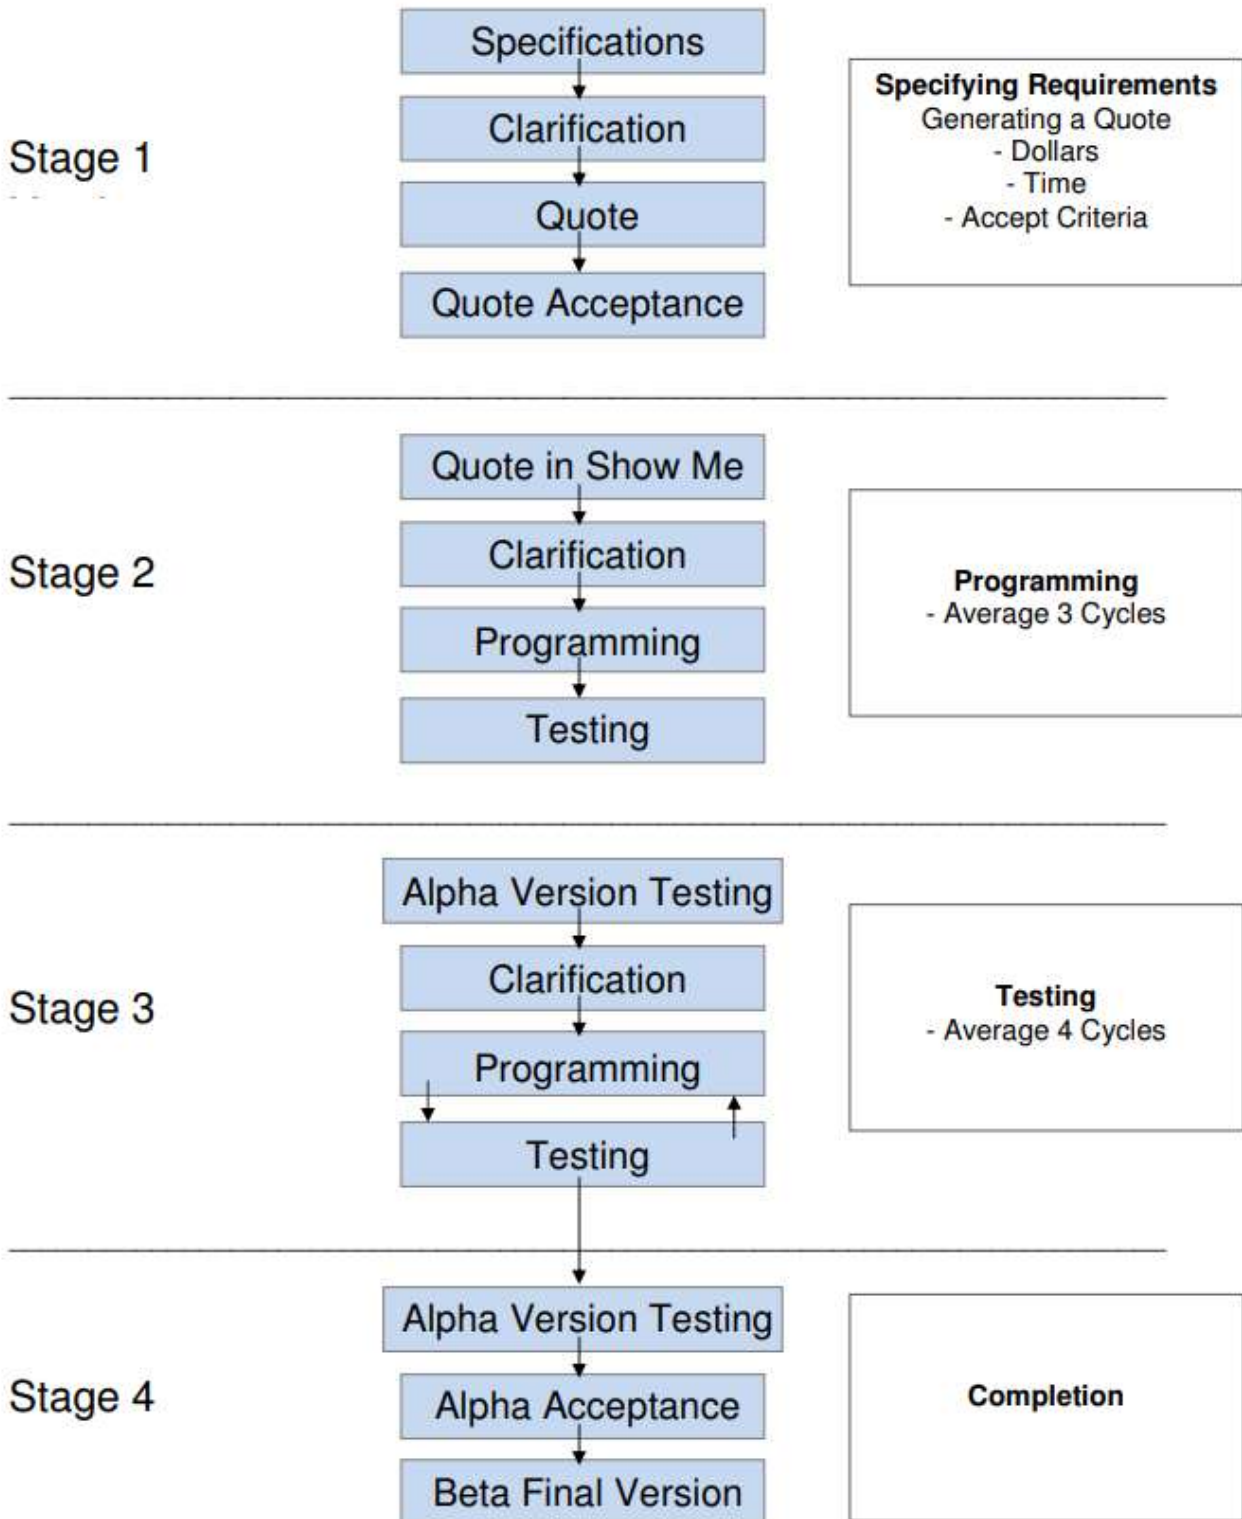 Specifications
Clarification
Stage 1
Quote
Quote Acceptance
Specifying Requirements
Generating a Quote
- Dollars
- Time
- Accept Criteria
Quote in Show Me
Clarification
Stage 2
Programming
Testing
Programming
- Average 3 Cycles
Alpha Version Testing
Clarification
Stage 3
Programming
Testing
Testing
- Average 4 Cycles
Alpha Version Testing
Stage 4
Alpha Acceptance
Beta Final Version
Completion